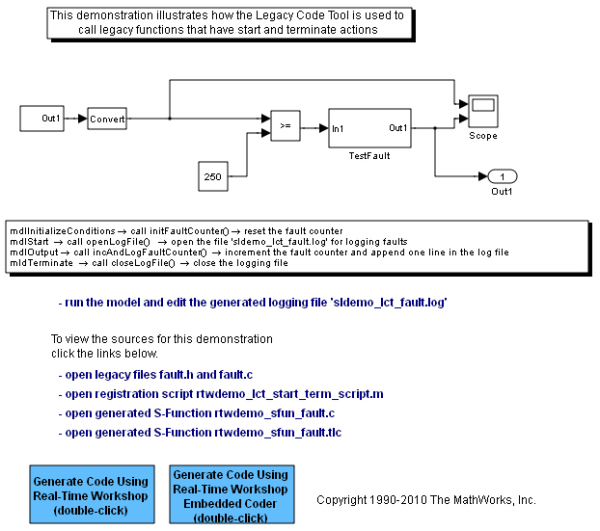 This demonstration illustrates how the Legacy Code Tool is used to
call legacy functions that have start and terminate actions
Out1
Convert
>=
250
In1 Out1
TestFault
Scope
1
Out1
mdlInitializeConditions → call initFaultCounter() → reset the fault counter
mdlStart → call openLogFile() → open the file 'sldemo_lct_fault.log' for logging faults
mdlOutput → call incAndLogFaultCounter() → increment the fault counter and append one line in the log file
mldTerminate → call closeLogFile() → close the logging file
- run the model and edit the generated logging file 'sldemo_lct_fault.log'
To view the sources for this demonstration
click the links below.
- open legacy files fault.h and fault.c
- open registration script rtwdemo_lct_start_term_script.m
- open generated S-Function rtwdemo_sfun_fault.c
- open generated S-Function rtwdemo_sfun_fault.tlc
Generate Code Using
Real-Time Workshop
(double-click)
Generate Code Using
Real-Time Workshop
Embedded Coder
(double-click)
Copyright 1990-2010 The MathWorks, Inc.